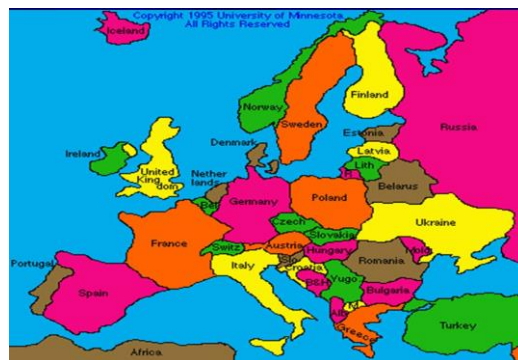 Copyright 1995 University of Minnesota
All Rights Reserved
Iceland
Norway
Sweden
Finland
Russia
Estonia
Latvia
Lith
R
Denmark
Ireland
United
King
dom
Nether
lands
Bel
Germany
Poland
Belarus
Ukraine
Czech
Slovakia
France
Switz
Austria
Hungary
Mold
Romania
Slo
Croatia
Italy
B&H
Yugo
Bulgaria
Portugal
Spain
Alb
M
Greece
Turkey
Africa